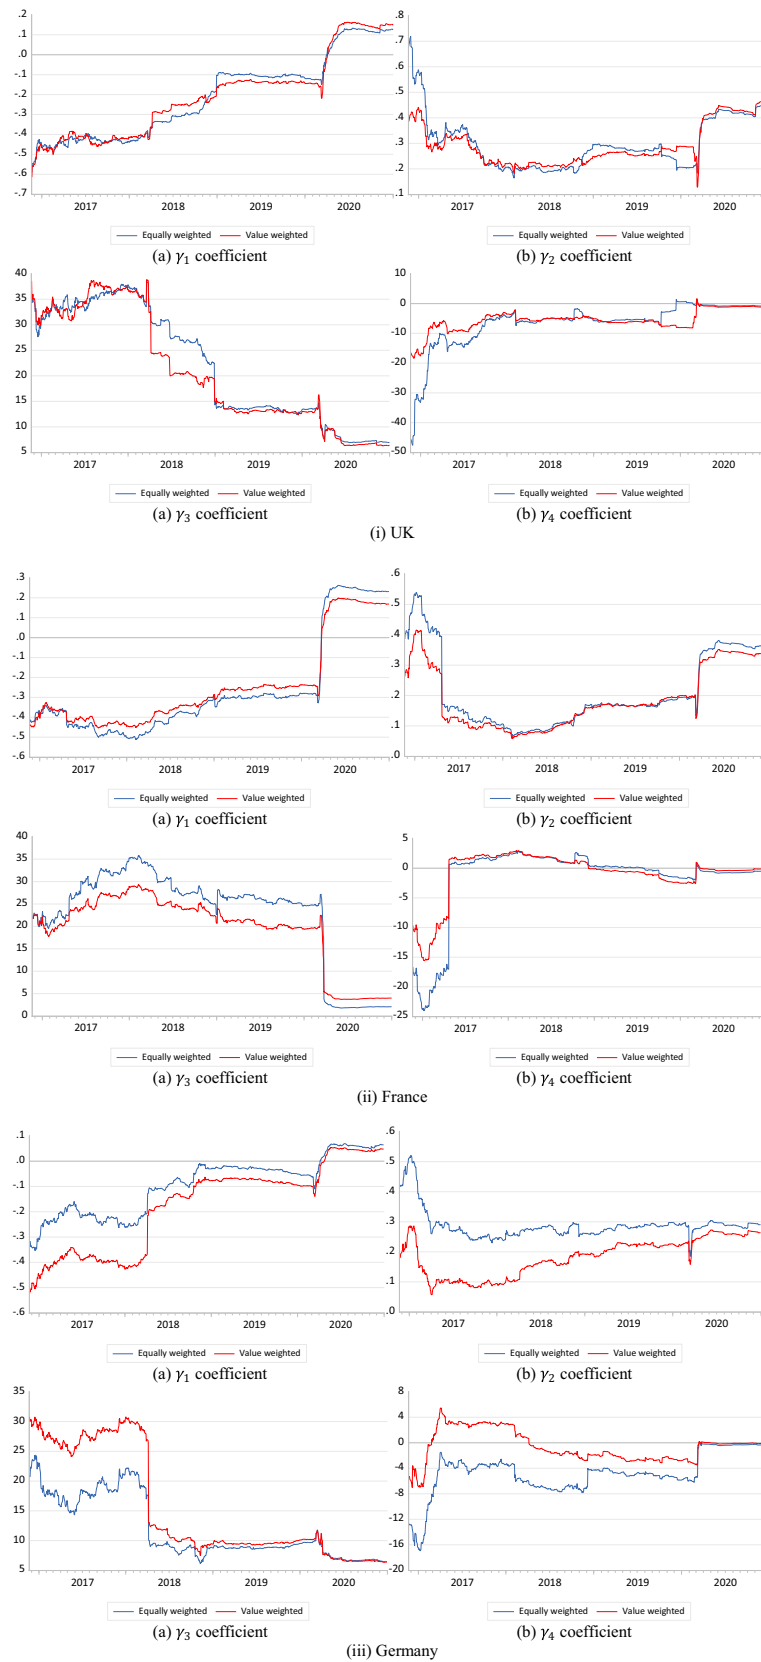 .2
.1
.0
-.1
-.2
-.3
-.4
-.5
-.6
-.7
2017 2018 2019 2020
Equally weighted Value weighted
(a) γ₁ coefficient
.8
.7
.6
.5
.4
.3
.2
.1
2017 2018 2019 2020
Equally weighted Value weighted
(b) γ₂ coefficient
40
35
30
25
20
15
10
5
2017 2018 2019 2020
Equally weighted Value weighted
(a) γ₃ coefficient
10
0
-10
-20
-30
-40
-50
2017 2018 2019 2020
Equally weighted Value weighted
(b) γ₄ coefficient
(i) UK
.3
.2
.1
.0
-.1
-.2
-.3
-.4
-.5
-.6
2017 2018 2019 2020
Equally weighted Value weighted
(a) γ₁ coefficient
.6
.5
.4
.3
.2
.1
.0
2017 2018 2019 2020
Equally weighted Value weighted
(b) γ₂ coefficient
40
35
30
25
20
15
10
5
0
2017 2018 2019 2020
Equally weighted Value weighted
(a) γ₃ coefficient
5
0
-5
-10
-15
-20
-25
2017 2018 2019 2020
Equally weighted Value weighted
(b) γ₄ coefficient
(ii) France
.1
.0
-.1
-.2
-.3
-.4
-.5
-.6
2017 2018 2019 2020
Equally weighted Value weighted
(a) γ₁ coefficient
.6
.5
.4
.3
.2
.1
.0
2017 2018 2019 2020
Equally weighted Value weighted
(b) γ₂ coefficient
35
30
25
20
15
10
5
2017 2018 2019 2020
Equally weighted Value weighted
(a) γ₃ coefficient
8
4
0
-4
-8
-12
-16
-20
2017 2018 2019 2020
Equally weighted Value weighted
(b) γ₄ coefficient
(iii) Germany